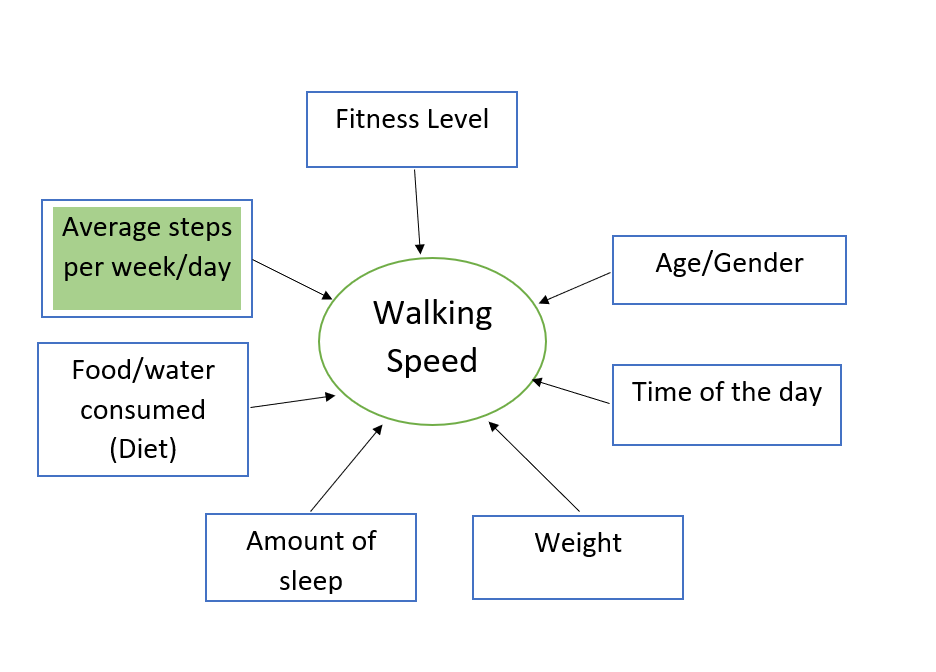 Fitness Level
Average steps
per week/day
Age/Gender
Walking
Speed
Food/water
consumed
(Diet)
Time of the day
Amount of
sleep
Weight